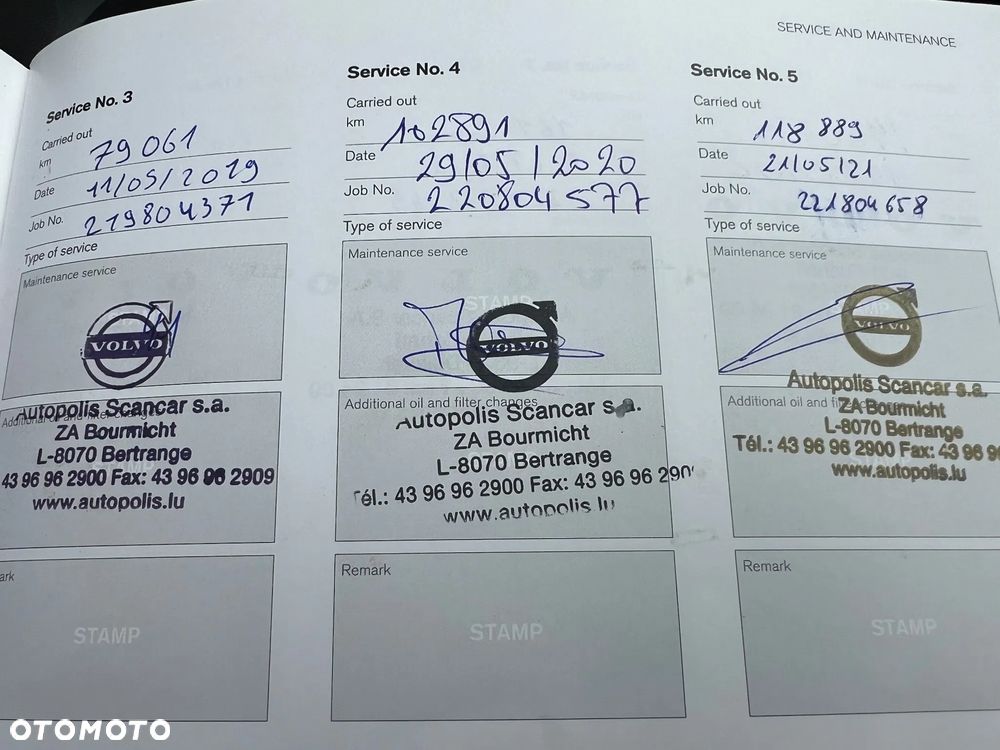 SERVICE AND MAINTENANCE
Service No. 3
Carried out
km 79061
Date 11/05/2019
Job No. 219804371
Type of service
Maintenance service
VOLVO
Additional oil and filter changes
Autopolis Scancar s.a.
ZA Bourmicht
L-8070 Bertrange
43 96 96 2900 Fax: 43 96 96 2909
www.autopolis.lu
STAMP
Service No. 4
Carried out
km 102891
Date 29/05/2020
Job No. 220804577
Type of service
Maintenance service
STAMP
VOLVO
Additional oil and filter changes
Autopolis Scancar s.a.
ZA Bourmicht
L-8070 Bertrange
Tél.: 43 96 96 2900 Fax: 43 96 96 290
www.autopolis.lu
Remark
STAMP
Service No. 5
Carried out
km 118 889
Date 21/05/21
Job No. 221804658
Type of service
Maintenance service
VOLVO
Autopolis Scancar s.a.
Additional oil and
ZA Bourmicht
L-8070 Bertrange
Tél.: 43 96 96 2900 Fax: 43 96 9
www.autopolis.lu
Remark
STAMP
OTOMOTO